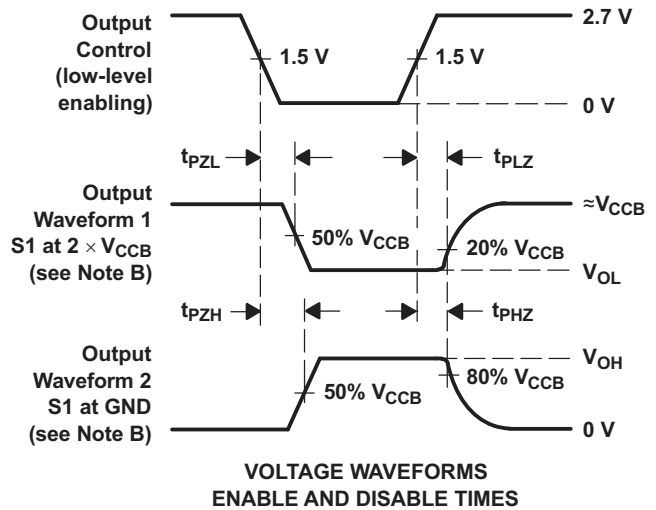 Output
Control
(low-level
enabling)
2.7 V
1.5 V
1.5 V
0 V
tPZL
tPLZ
Output
Waveform 1
S1 at 2 × VCCB
(see Note B)
≈VCCB
50% VCCB
20% VCCB
VOL
tPZH
tPHZ
Output
Waveform 2
S1 at GND
(see Note B)
VOH
50% VCCB
80% VCCB
0 V
VOLTAGE WAVEFORMS
ENABLE AND DISABLE TIMES